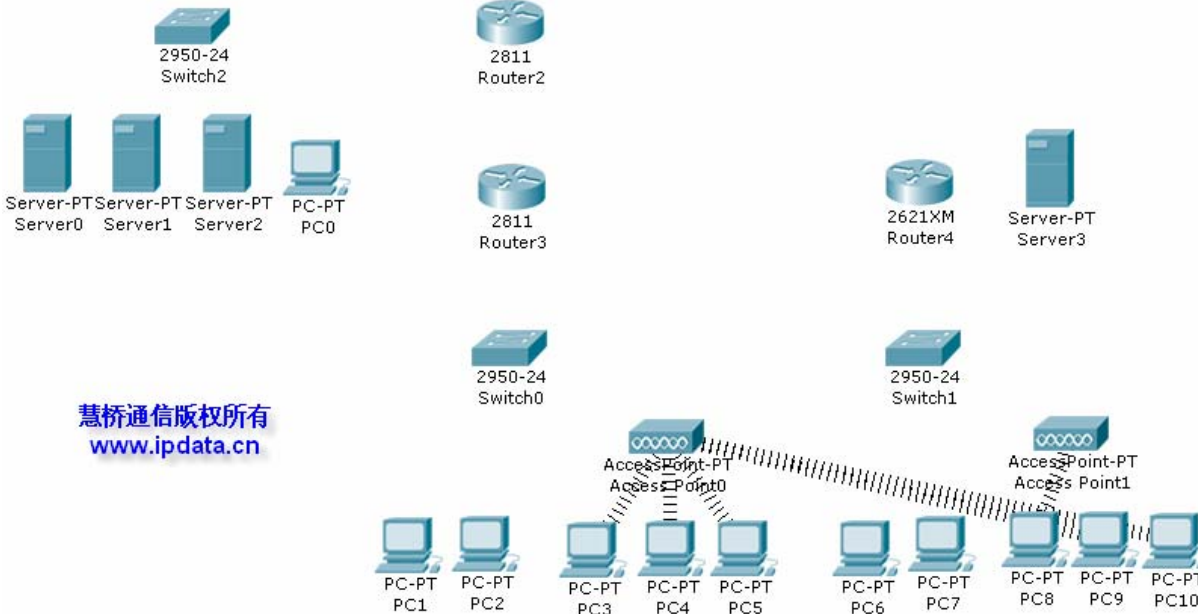 2950-24
Switch2
2811
Router2
Server-PT
Server0
Server-PT
Server1
Server-PT
Server2
PC-PT
PC0
2811
Router3
2621XM
Router4
Server-PT
Server3
2950-24
Switch0
2950-24
Switch1
慧桥通信版权所有
www.ipdata.cn
AccessPoint-PT
Access Point0
AccessPoint-PT
Access Point1
PC-PT
PC1
PC-PT
PC2
PC-PT
PC3
PC-PT
PC4
PC-PT
PC5
PC-PT
PC6
PC-PT
PC7
PC-PT
PC8
PC-PT
PC9
PC-PT
PC10